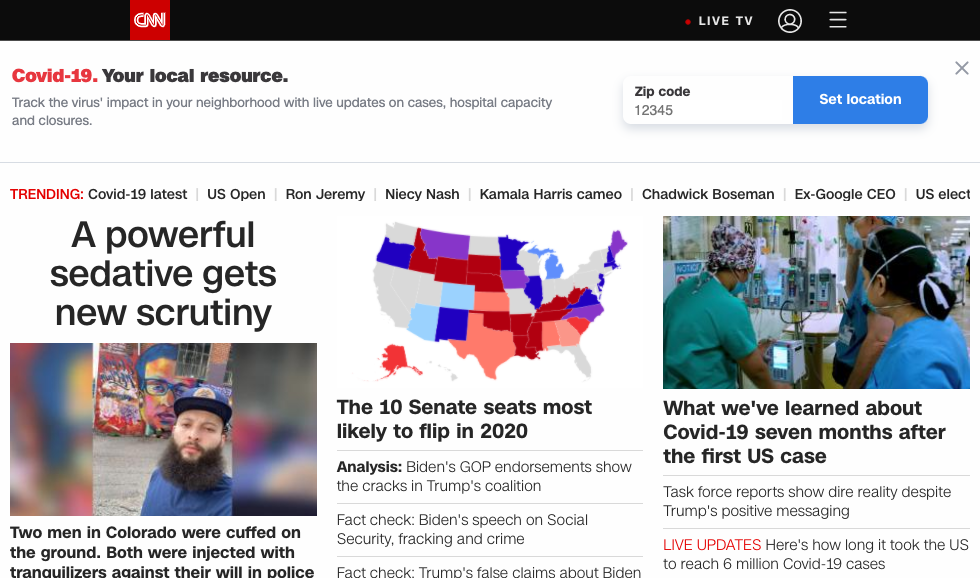 CNN
LIVE TV
Covid-19. Your local resource.
Track the virus' impact in your neighborhood with live updates on cases, hospital capacity
and closures.
Zip code
12345
Set location
TRENDING: Covid-19 latest | US Open | Ron Jeremy | Niecy Nash | Kamala Harris cameo | Chadwick Boseman | Ex-Google CEO | US elect
A powerful
sedative gets
new scrutiny
Two men in Colorado were cuffed on
the ground. Both were injected with
tranquilizers against their will in police
The 10 Senate seats most
likely to flip in 2020
Analysis: Biden's GOP endorsements show
the cracks in Trump's coalition
Fact check: Biden's speech on Social
Security, fracking and crime
Fact check: Trump's false claims about Biden
NOTICE
What we've learned about
Covid-19 seven months after
the first US case
Task force reports show dire reality despite
Trump's positive messaging
LIVE UPDATES Here's how long it took the US
to reach 6 million Covid-19 cases